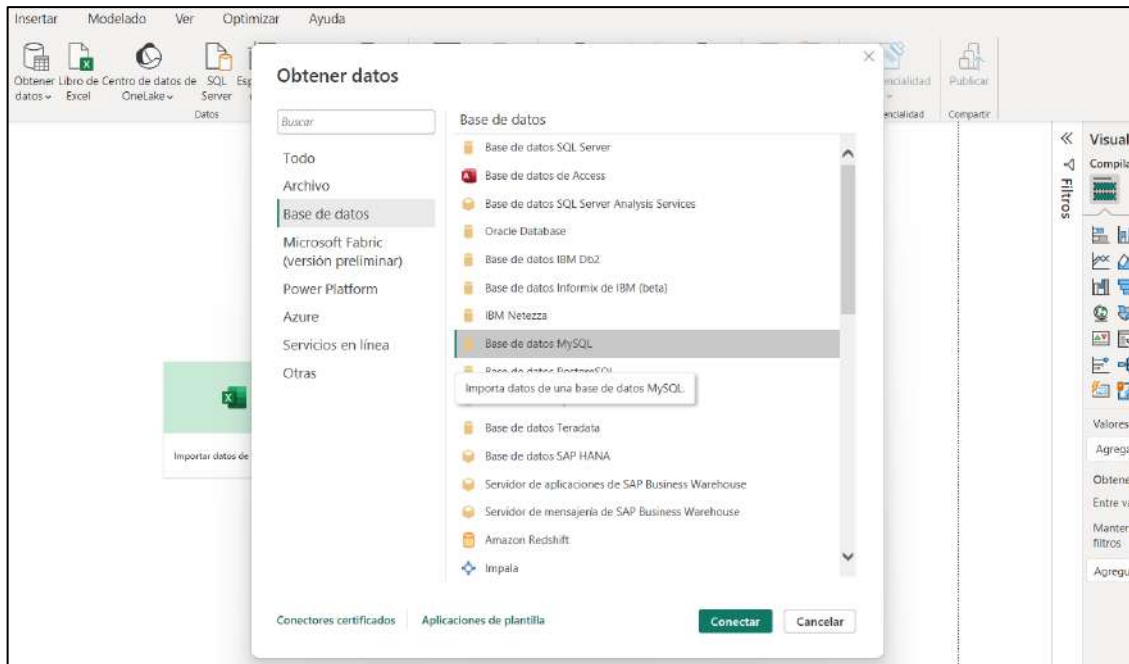 Insertar Modelado Ver Optimizar Ayuda
Obtener Libro de Centro de datos de SQL Esp
datos Excel OneLake Server
Datos
Publicar
encialidad Compartir
Obtener datos
Buscar
Todo
Archivo
Base de datos
Microsoft Fabric
(versión preliminar)
Power Platform
Azure
Servicios en línea
Otras
Base de datos
Base de datos SQL Server
Base de datos de Access
Base de datos SQL Server Analysis Services
Oracle Database
Base de datos IBM Db2
Base de datos Informix de IBM (beta)
IBM Netezza
Base de datos MySQL
Base de datos PostgreSQL
Importa datos de una base de datos MySQL.
Base de datos Teradata
Base de datos SAP HANA
Servidor de aplicaciones de SAP Business Warehouse
Servidor de mensajería de SAP Business Warehouse
Amazon Redshift
Impala
Conectores certificados Aplicaciones de plantilla Conectar Cancelar
Importar datos de
Filtros
Visual
Compila
Valores
Agrega
Obtene
Entre va
Manten
filtros
Agregu